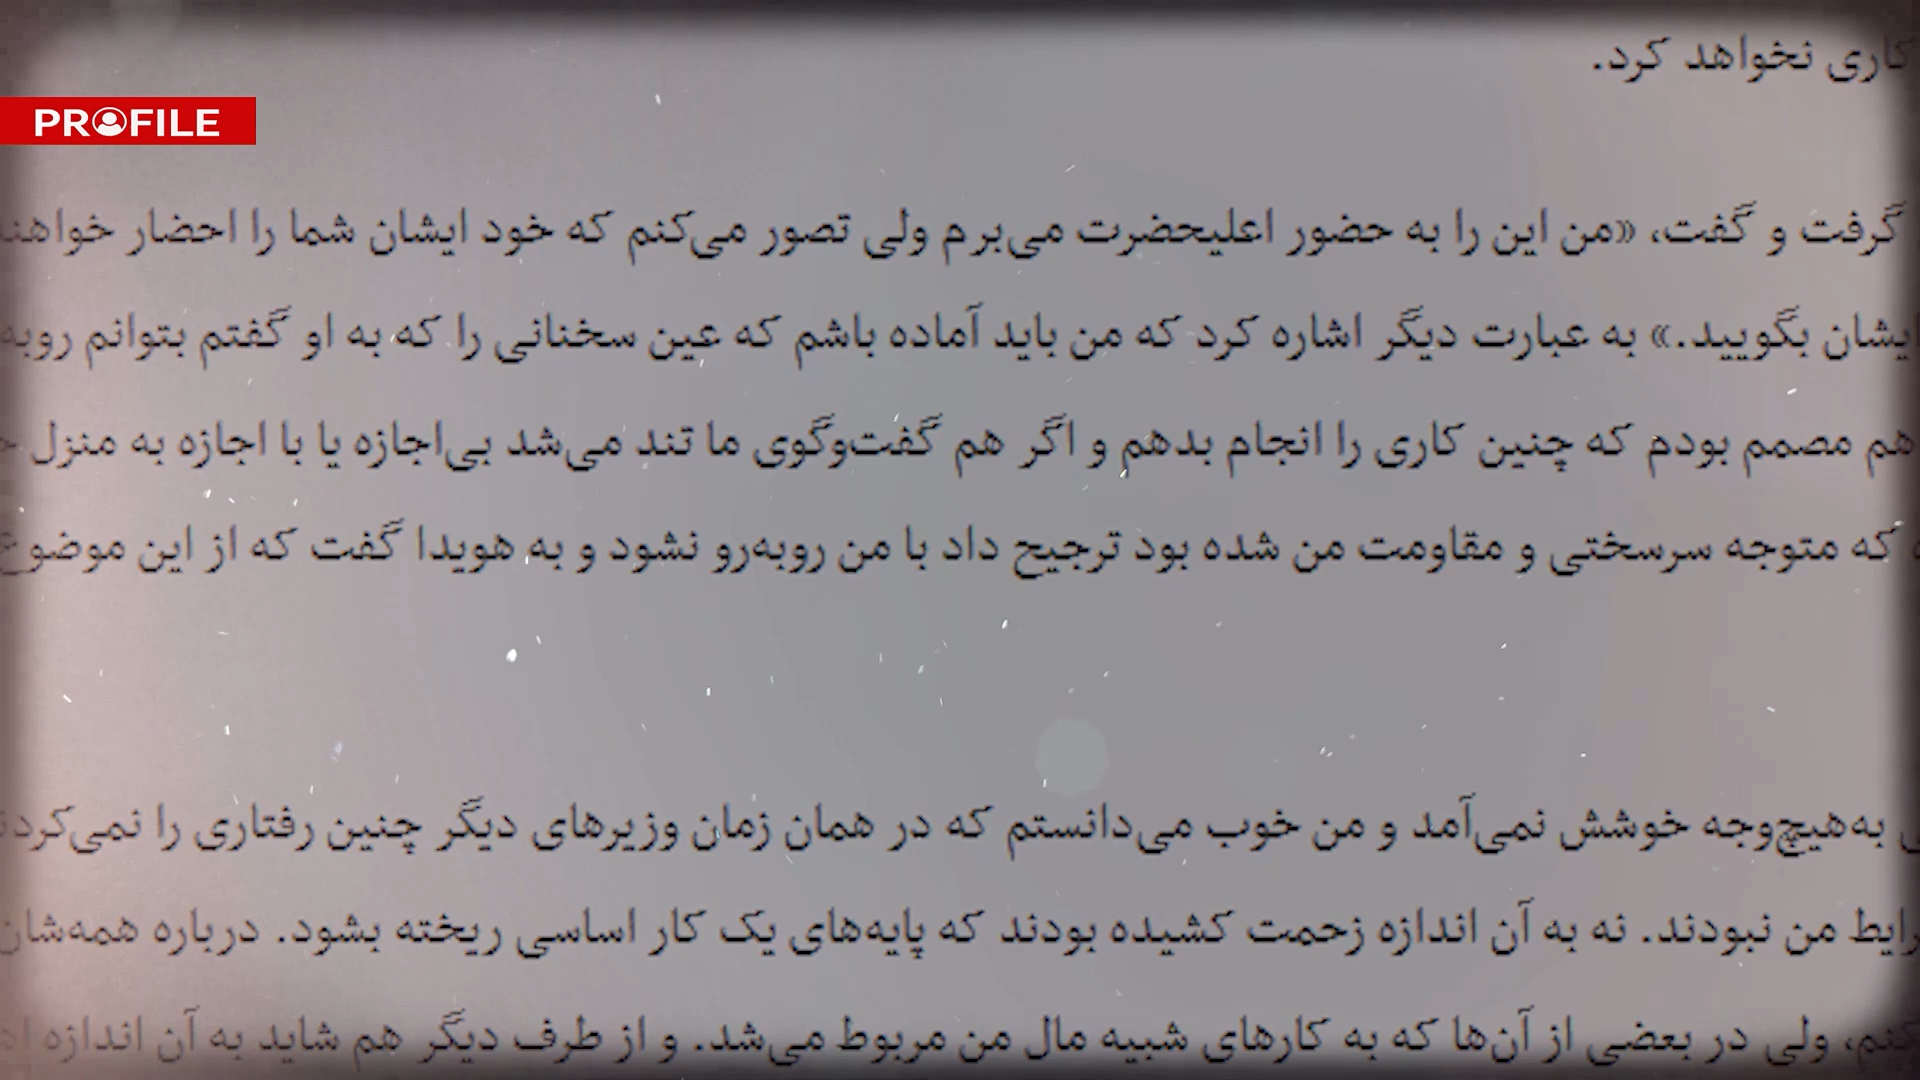 PROFILE
کاری نخواهد کرد.
گرفت و گفت، «من این را به حضور اعلیحضرت می‌برم ولی تصور می‌کنم که خود ایشان شما را احضار
ایشان بگویید.» به عبارت دیگر اشاره کرد که من باید آماده باشم که عین سخنانی را که به او گفتم بتوانم
هم مصمم بودم که چنین کاری را انجام بدهم و اگر هم گفت‌وگوی ما تند می‌شد بی‌اجازه یا با اجازه به منزل
که متوجه سرسختی و مقاومت من شده بود ترجیح داد با من روبه‌رو نشود و به هویدا گفت که از این موضوع
به‌هیچ‌وجه خوشش نمی‌آمد و من خوب می‌دانستم که در همان زمان وزیرهای دیگر چنین رفتاری را
من نبودند. نه به آن اندازه زحمت کشیده بودند که پایه‌های یک کار اساسی ریخته بشود. درباره همه‌شان
ولی در بعضی از آن‌ها که به کارهای شبیه مال من مربوط می‌شد. و از طرف دیگر هم شاید به آن اندازه